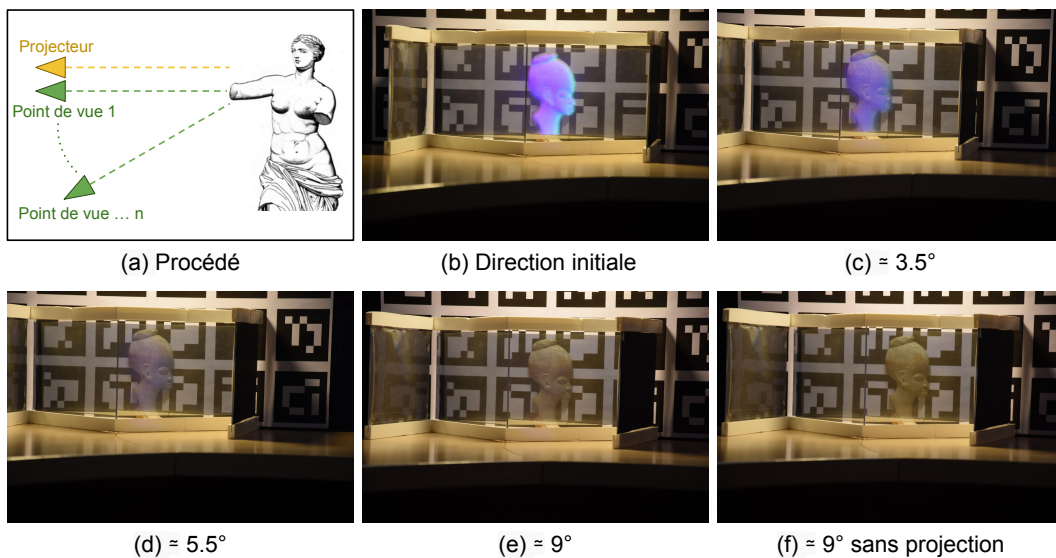 Projecteur
Point de vue 1
Point de vue ... n
(a) Procédé
(b) Direction initiale
(c) ≃ 3.5°
(d) ≃ 5.5°
(e) ≃ 9°
(f) ≃ 9° sans projection